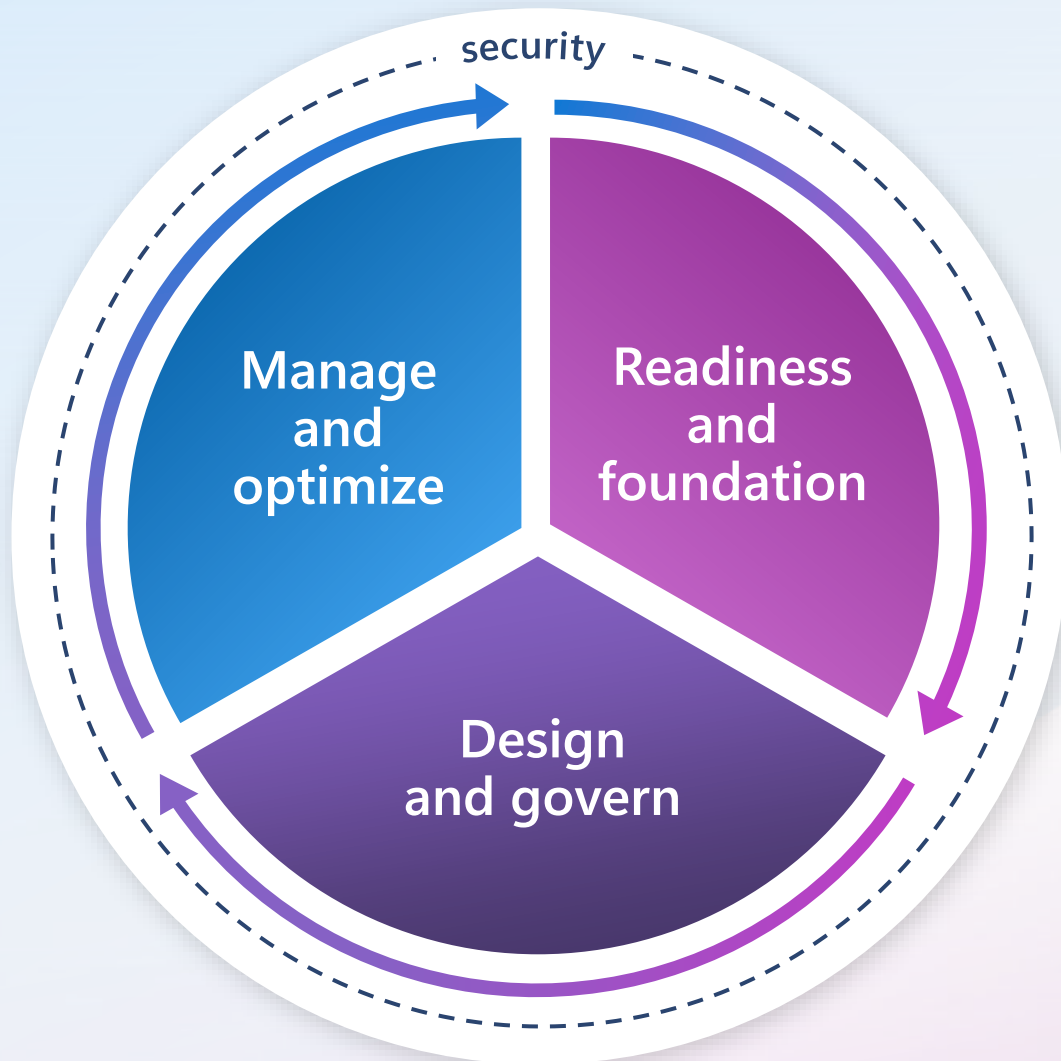 security
Manage
and
optimize
Readiness
and
foundation
Design
and govern